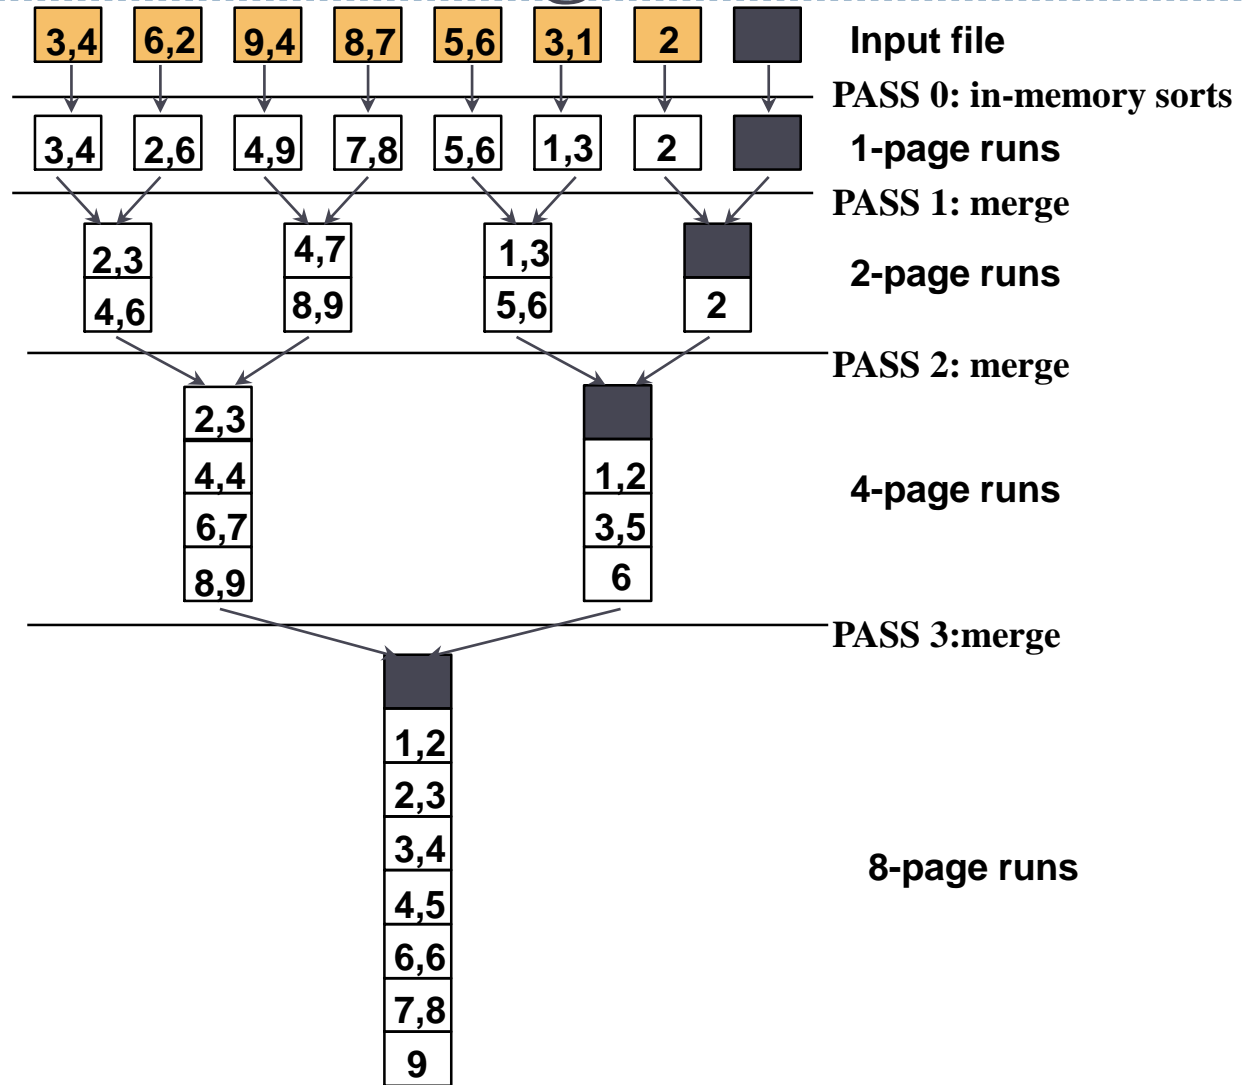 3,4 6,2 9,4 8,7 5,6 3,1 2 Input file
PASS 0: in-memory sorts
3,4 2,6 4,9 7,8 5,6 1,3 2 1-page runs
PASS 1: merge
2,3 4,7 1,3
2-page runs
4,6 8,9 5,6 2
PASS 2: merge
2,3
4,4 1,2
4-page runs
6,7 3,5
8,9 6
PASS 3:merge
1,2
2,3
3,4
8-page runs
4,5
6,6
7,8
9